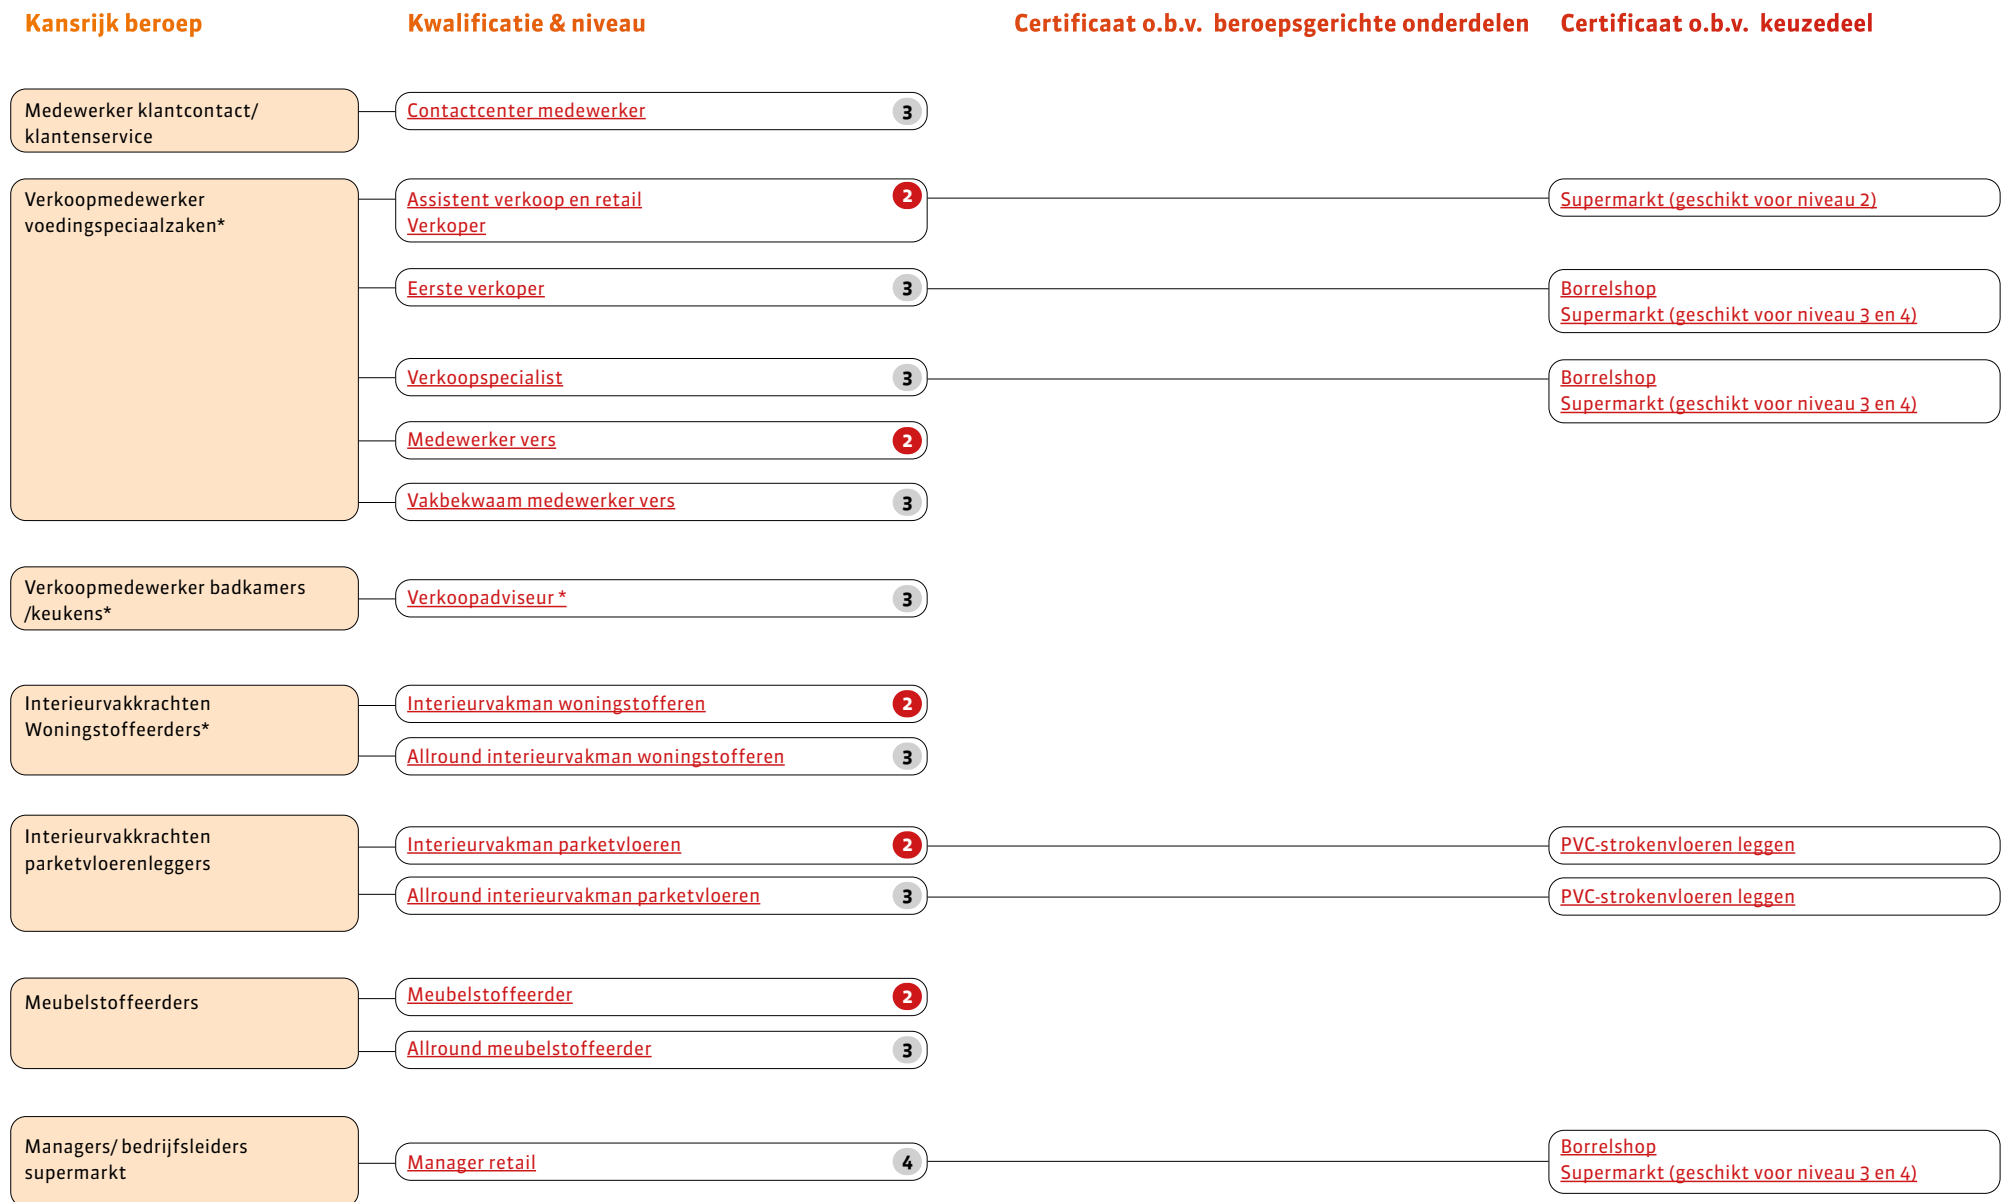 Kansrijk beroep
Kwalificatie & niveau
Certificaat o.b.v. beroepsgerichte onderdelen
Certificaat o.b.v. keuzedeel
Medewerker klantcontact/
klantenservice
Contactcenter medewerker
3
Verkoopmedewerker
voedingspeciaalzaken*
Assistent verkoop en retail
Verkoper
2
Supermarkt (geschikt voor niveau 2)
Eerste verkoper
3
Borrelshop
Supermarkt (geschikt voor niveau 3 en 4)
Verkoopspecialist
3
Borrelshop
Supermarkt (geschikt voor niveau 3 en 4)
Medewerker vers
2
Vakbekwaam medewerker vers
3
Verkoopmedewerker badkamers
/keukens*
Verkoopadviseur *
3
Interieurvakkrachten
Woningstoffeerders*
Interieurvakman woningstofferen
2
Allround interieurvakman woningstofferen
3
Interieurvakkrachten
parketvloerenleggers
Interieurvakman parketvloeren
2
PVC-strokenvloeren leggen
Allround interieurvakman parketvloeren
3
PVC-strokenvloeren leggen
Meubelstoffeerders
Meubelstoffeerder
2
Allround meubelstoffeerder
3
Managers/ bedrijfsleiders
supermarkt
Manager retail
4
Borrelshop
Supermarkt (geschikt voor niveau 3 en 4)